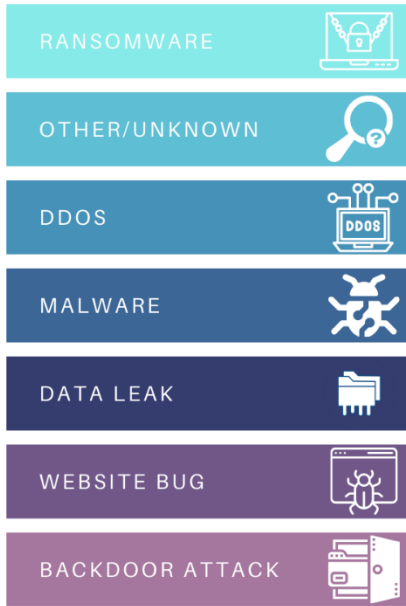 RANSOMWARE
OTHER/UNKNOWN
?
DDOS
DDOS
MALWARE
DATA LEAK
WEBSITE BUG
BACKDOOR ATTACK